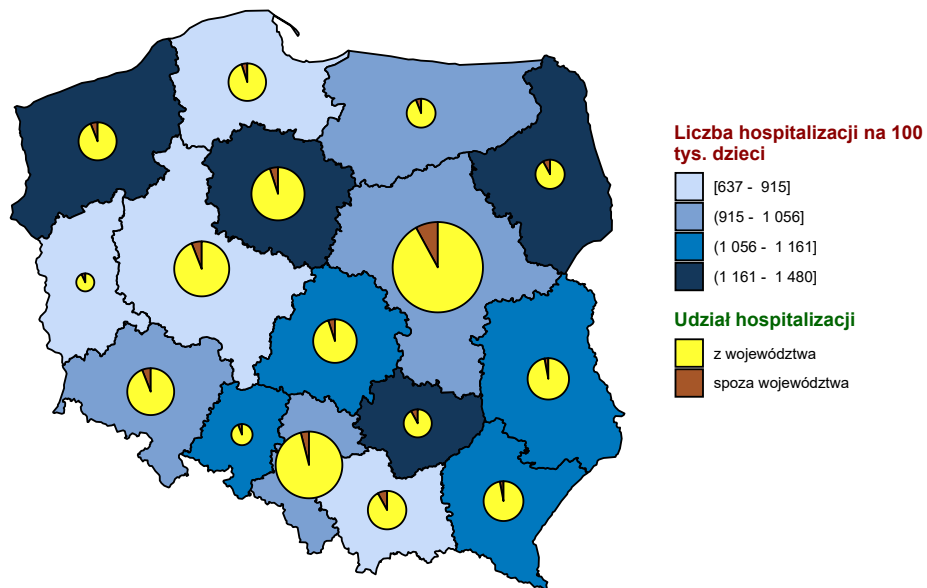 Liczba hospitalizacji na 100
tys. dzieci
[637 - 915]
(915 - 1 056]
(1 056 - 1 161]
(1 161 - 1 480]
Udział hospitalizacji
z województwa
spoza województwa